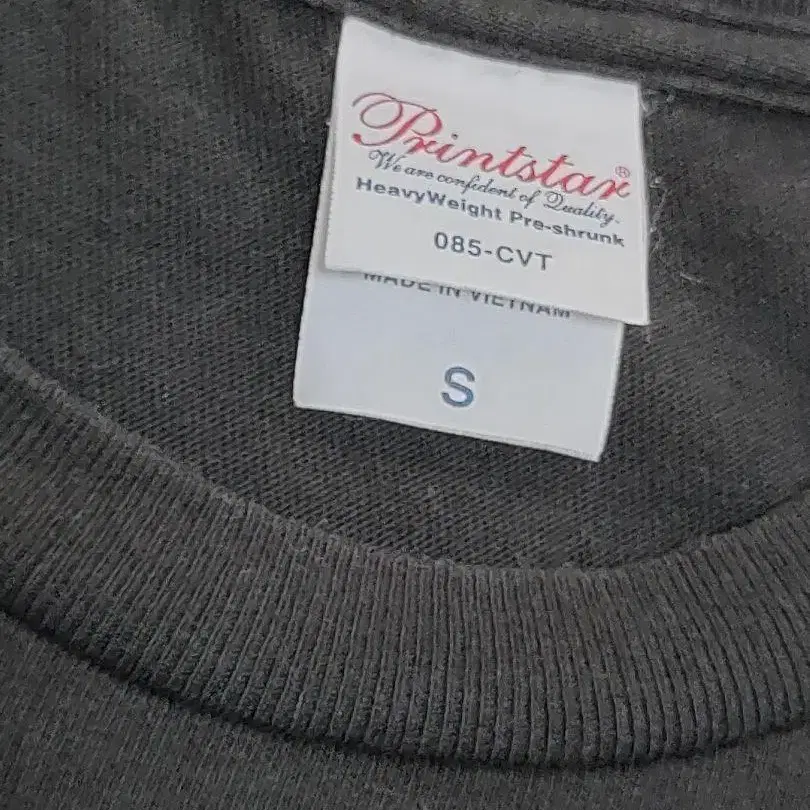 Printstar®
We are confident of Quality.
HeavyWeight Pre-shrunk
085-CVT
MADE IN VIETNAM
S